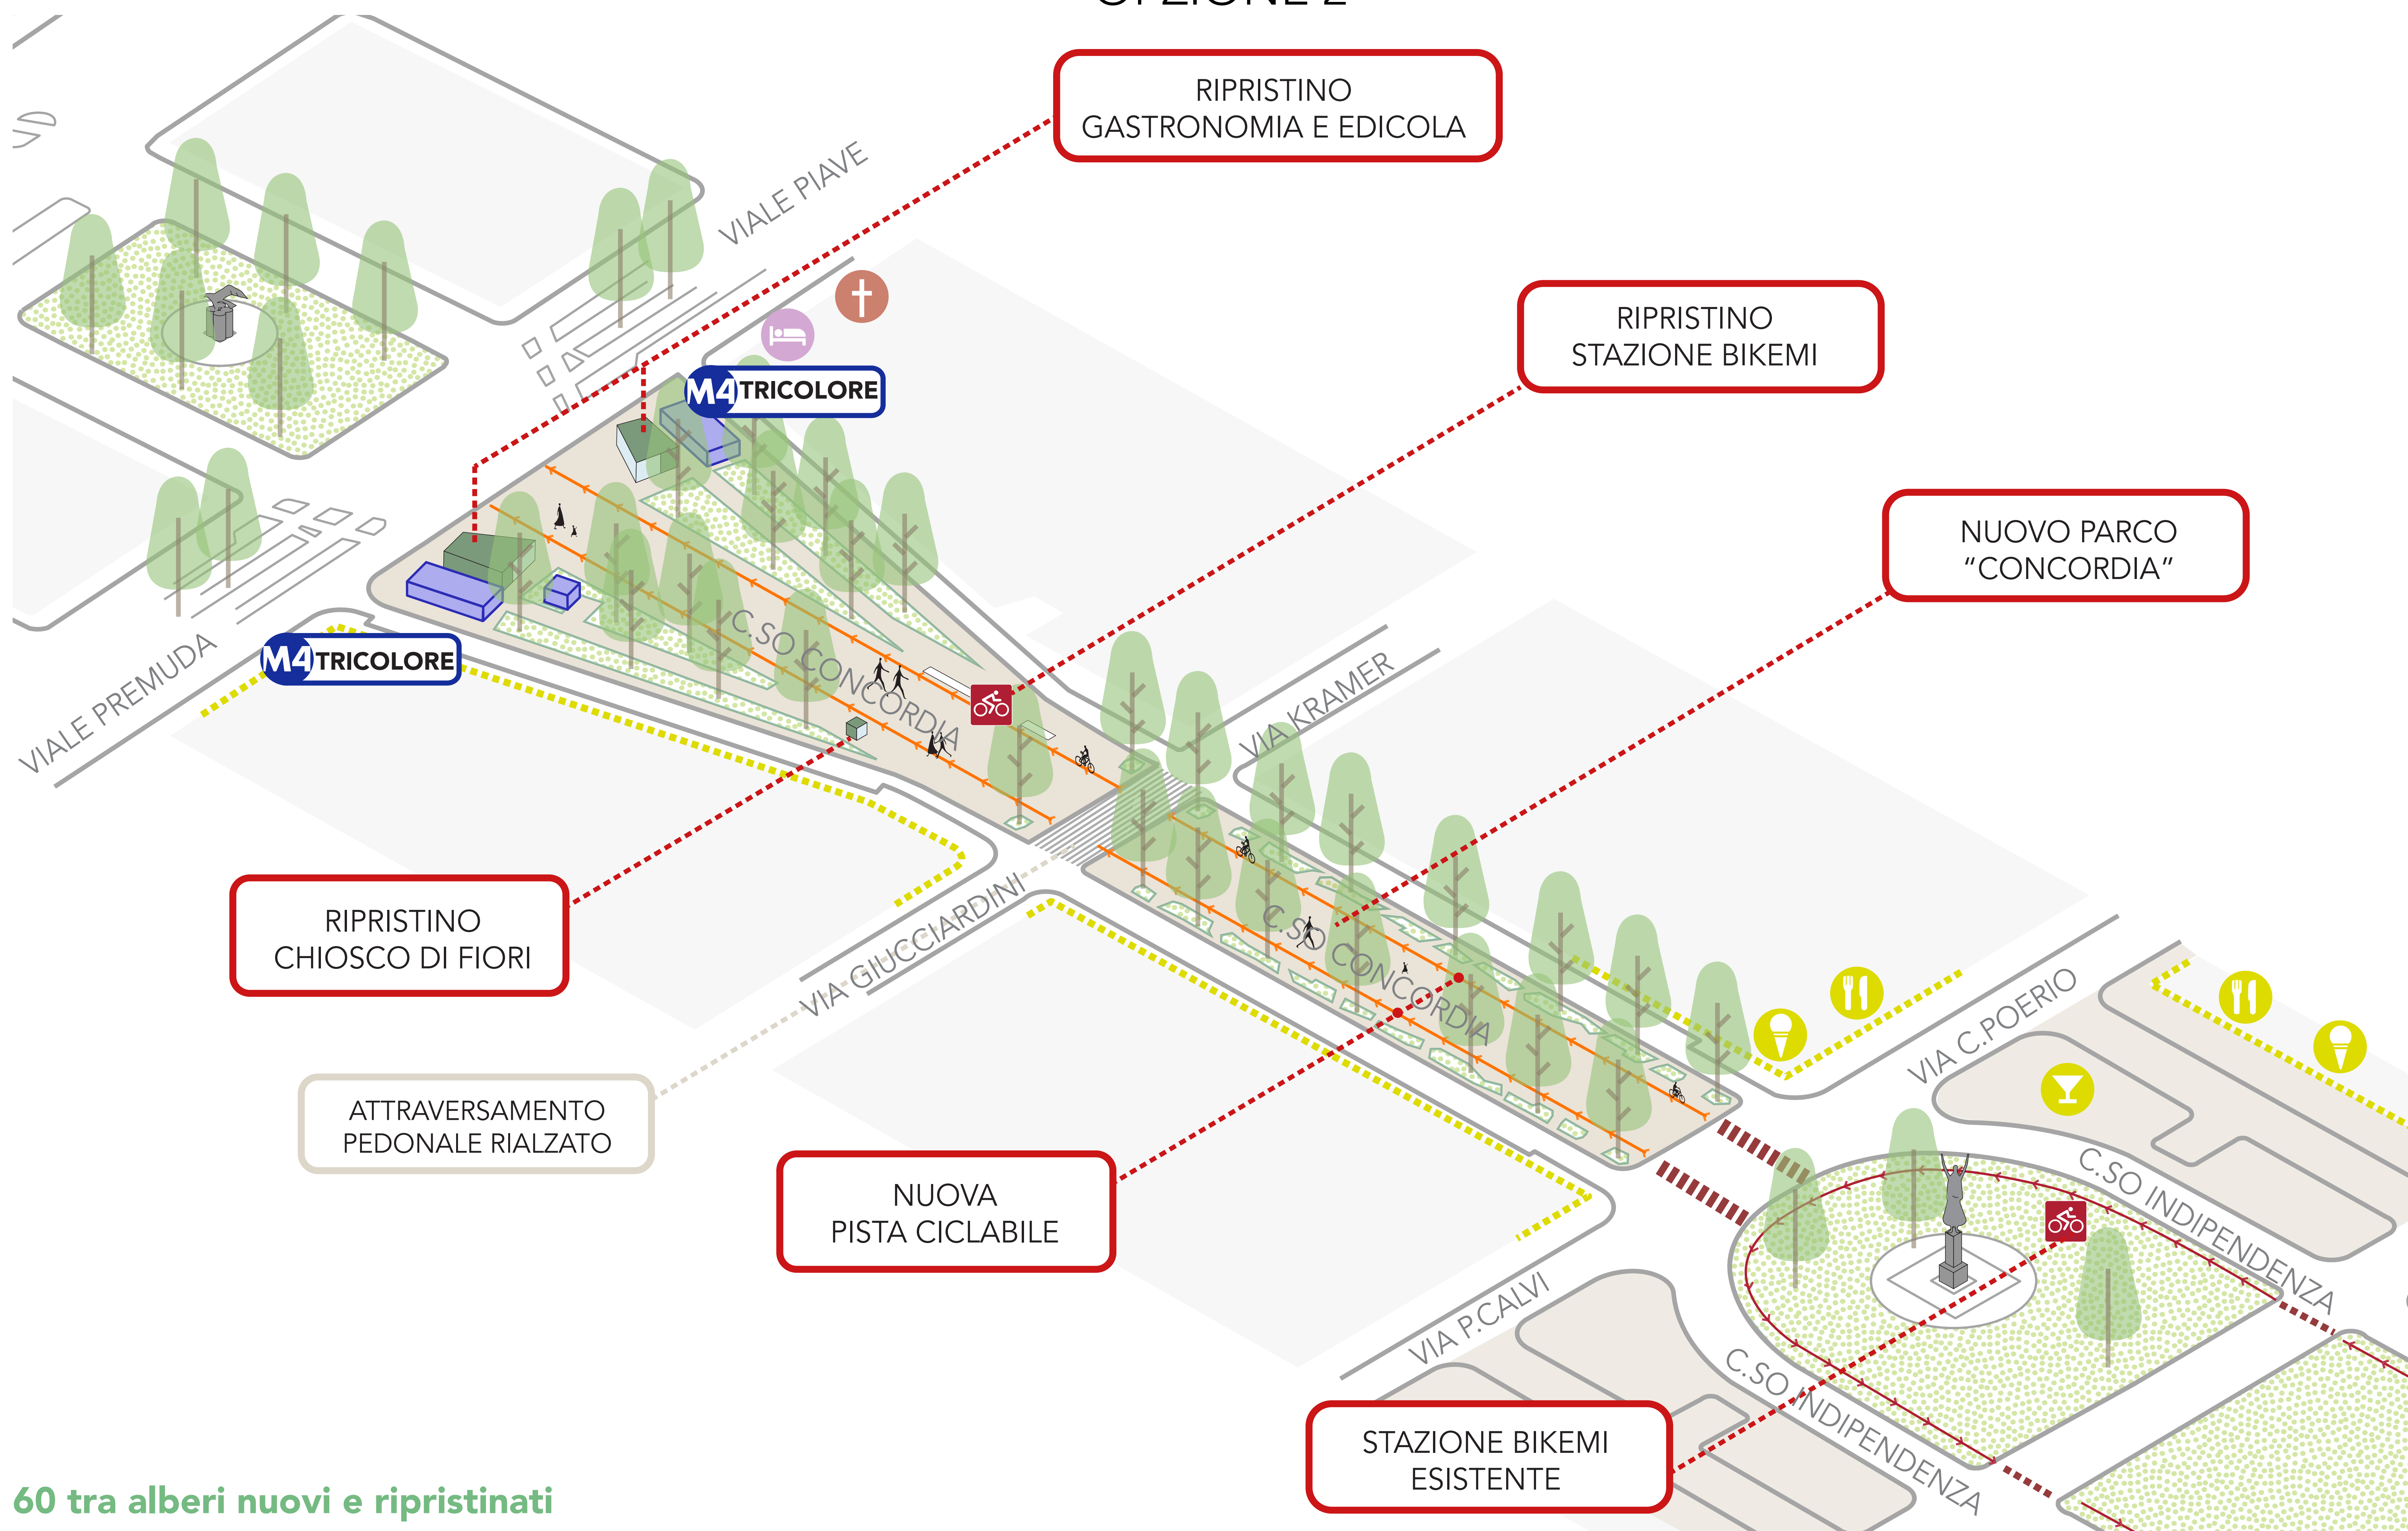 OPZIONE 2
RIPRISTINO
GASTRONOMIA E EDICOLA
VIALE PIAVE
RIPRISTINO
STAZIONE BIKEMI
M4 TRICOLORE
NUOVO PARCO
“CONCORDIA”
C.SO CONCORDIA
M4 TRICOLORE
VIALE PREMUDA
VIA KRAMER
RIPRISTINO
CHIOSCO DI FIORI
VIA GIUCCIARDINI
C.SO CONCORDIA
VIA C.POERIO
ATTRAVERSAMENTO
PEDONALE RIALZATO
NUOVA
PISTA CICLABILE
C.SO INDIPENDENZA
VIA P.CALVI
C.SO INDIPENDENZA
STAZIONE BIKEMI
ESISTENTE
60 tra alberi nuovi e ripristinati